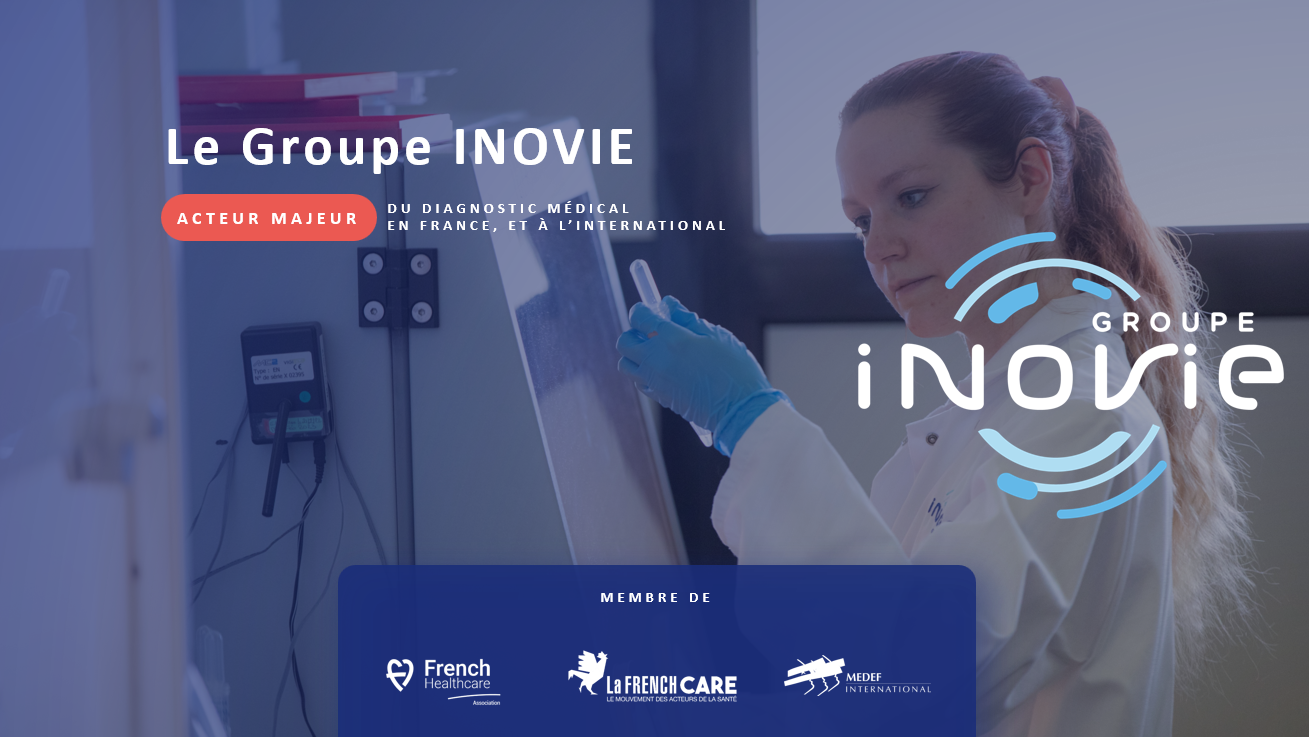 Le Groupe INOVIE
ACTEUR MAJEUR
DU DIAGNOSTIC MÉDICAL
EN FRANCE, ET À L'INTERNATIONAL
GROUPE
iNOVie
MEMBRE DE
French
Healthcare
Association
La FRENCH CARE
LE MOUVEMENT DES ACTEURS DE LA SANTÉ
MEDEF
INTERNATIONAL